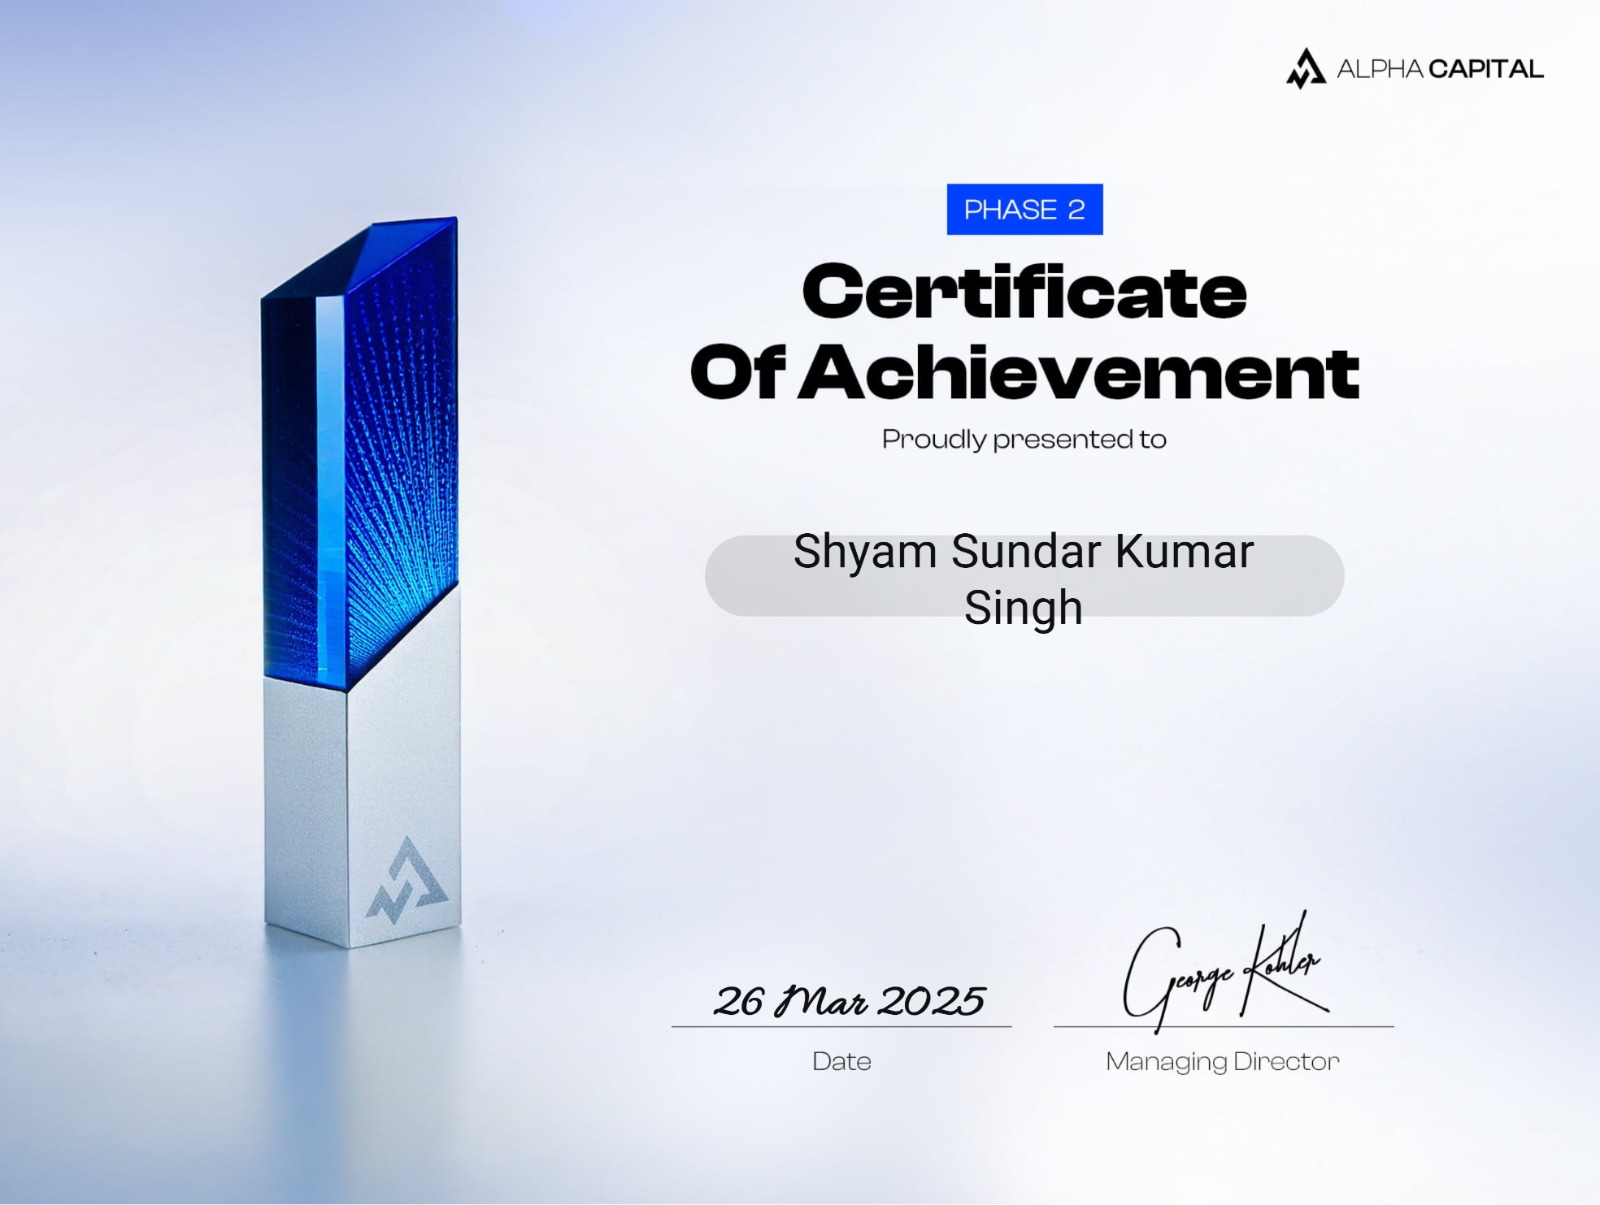 ALPHA CAPITAL
PHASE 2
Certificate
Of Achievement
Proudly presented to
Shyam Sundar Kumar
Singh
26 Mar 2025
George Kohler
Date
Managing Director